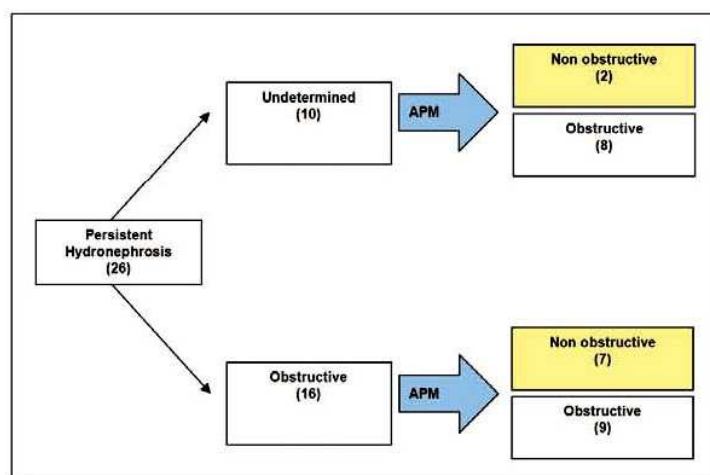 Non obstructive
(2)
Undetermined
(10)
APM
Obstructive
(8)
Persistent
Hydronephrosis
(26)
Non obstructive
(7)
Obstructive
(16)
APM
Obstructive
(9)